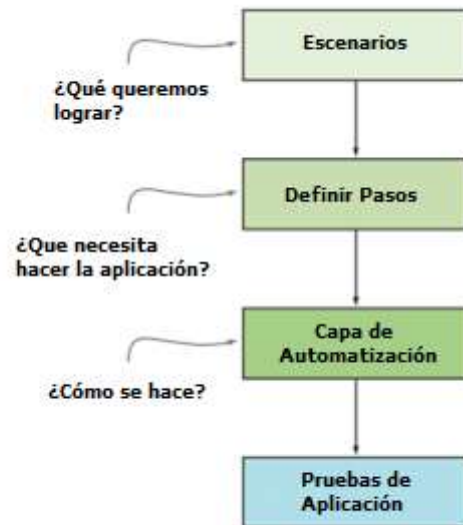 Escenarios
¿Qué queremos
lograr?
Definir Pasos
¿Que necesita
hacer la aplicación?
Capa de
Automatización
¿Cómo se hace?
Pruebas de
Aplicación